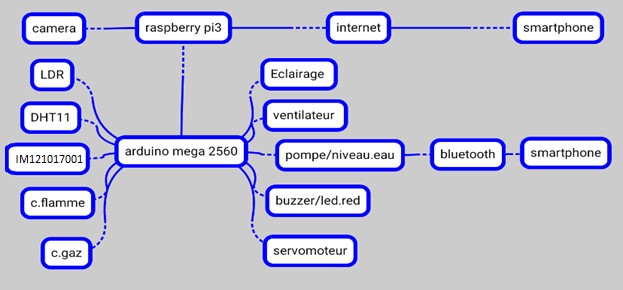 camera
raspberry pi3
internet
smartphone
LDR
Eclairage
DHT11
ventilateur
arduino mega 2560
IM121017001
pompe/niveau.eau
bluetooth
smartphone
c.flamme
buzzer/led.red
c.gaz
servomoteur